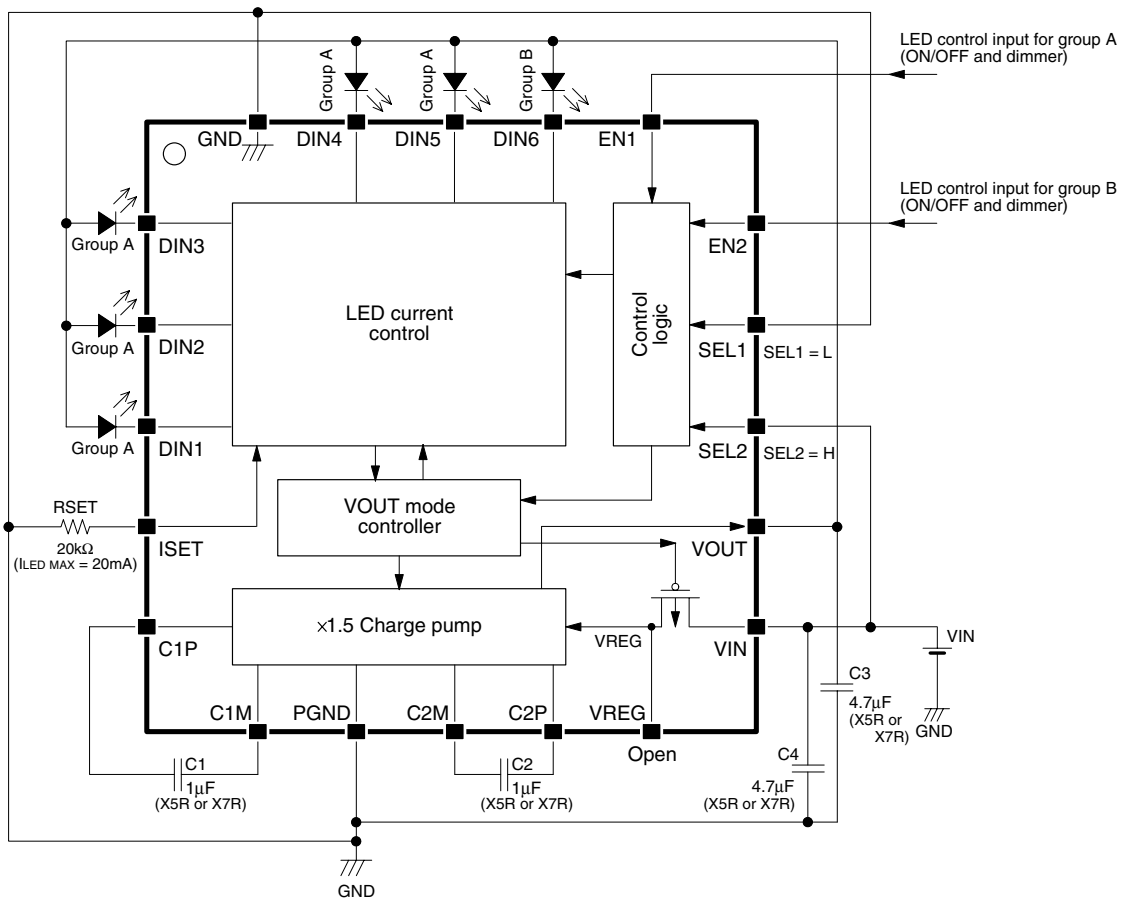 LED control input for group A
(ON/OFF and dimmer)
Group A
Group A
Group B
GND
DIN4
DIN5
DIN6
EN1
LED control input for group B
(ON/OFF and dimmer)
Group A
DIN3
EN2
LED current
control
Control
logic
Group A
DIN2
SEL1
SEL1 = L
Group A
DIN1
SEL2
SEL2 = H
RSET
20kΩ
(ILED MAX = 20mA)
ISET
VOUT mode
controller
VOUT
×1.5 Charge pump
C1P
VREG
VIN
VIN
C3
4.7μF
(X5R or
X7R)
GND
C1M
PGND
C2M
C2P
VREG
Open
C1
1μF
(X5R or X7R)
C2
1μF
(X5R or X7R)
C4
4.7μF
(X5R or X7R)
GND